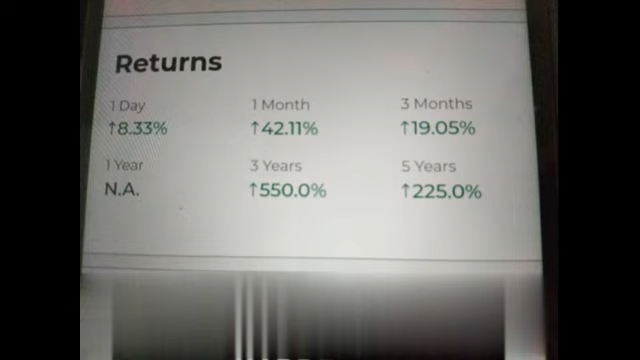 Returns
1 Day 1 Month 3 Months
↑8.33% ↑42.11% ↑19.05%
1 Year 3 Years 5 Years
N.A. ↑550.0% ↑225.0%